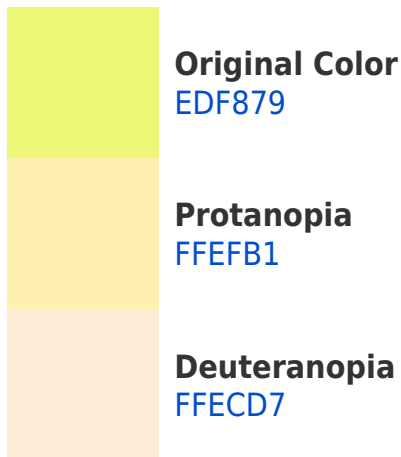 Original Color
EDF879
Protanopia
FFEFB1
Deuteranopia
FFECD7